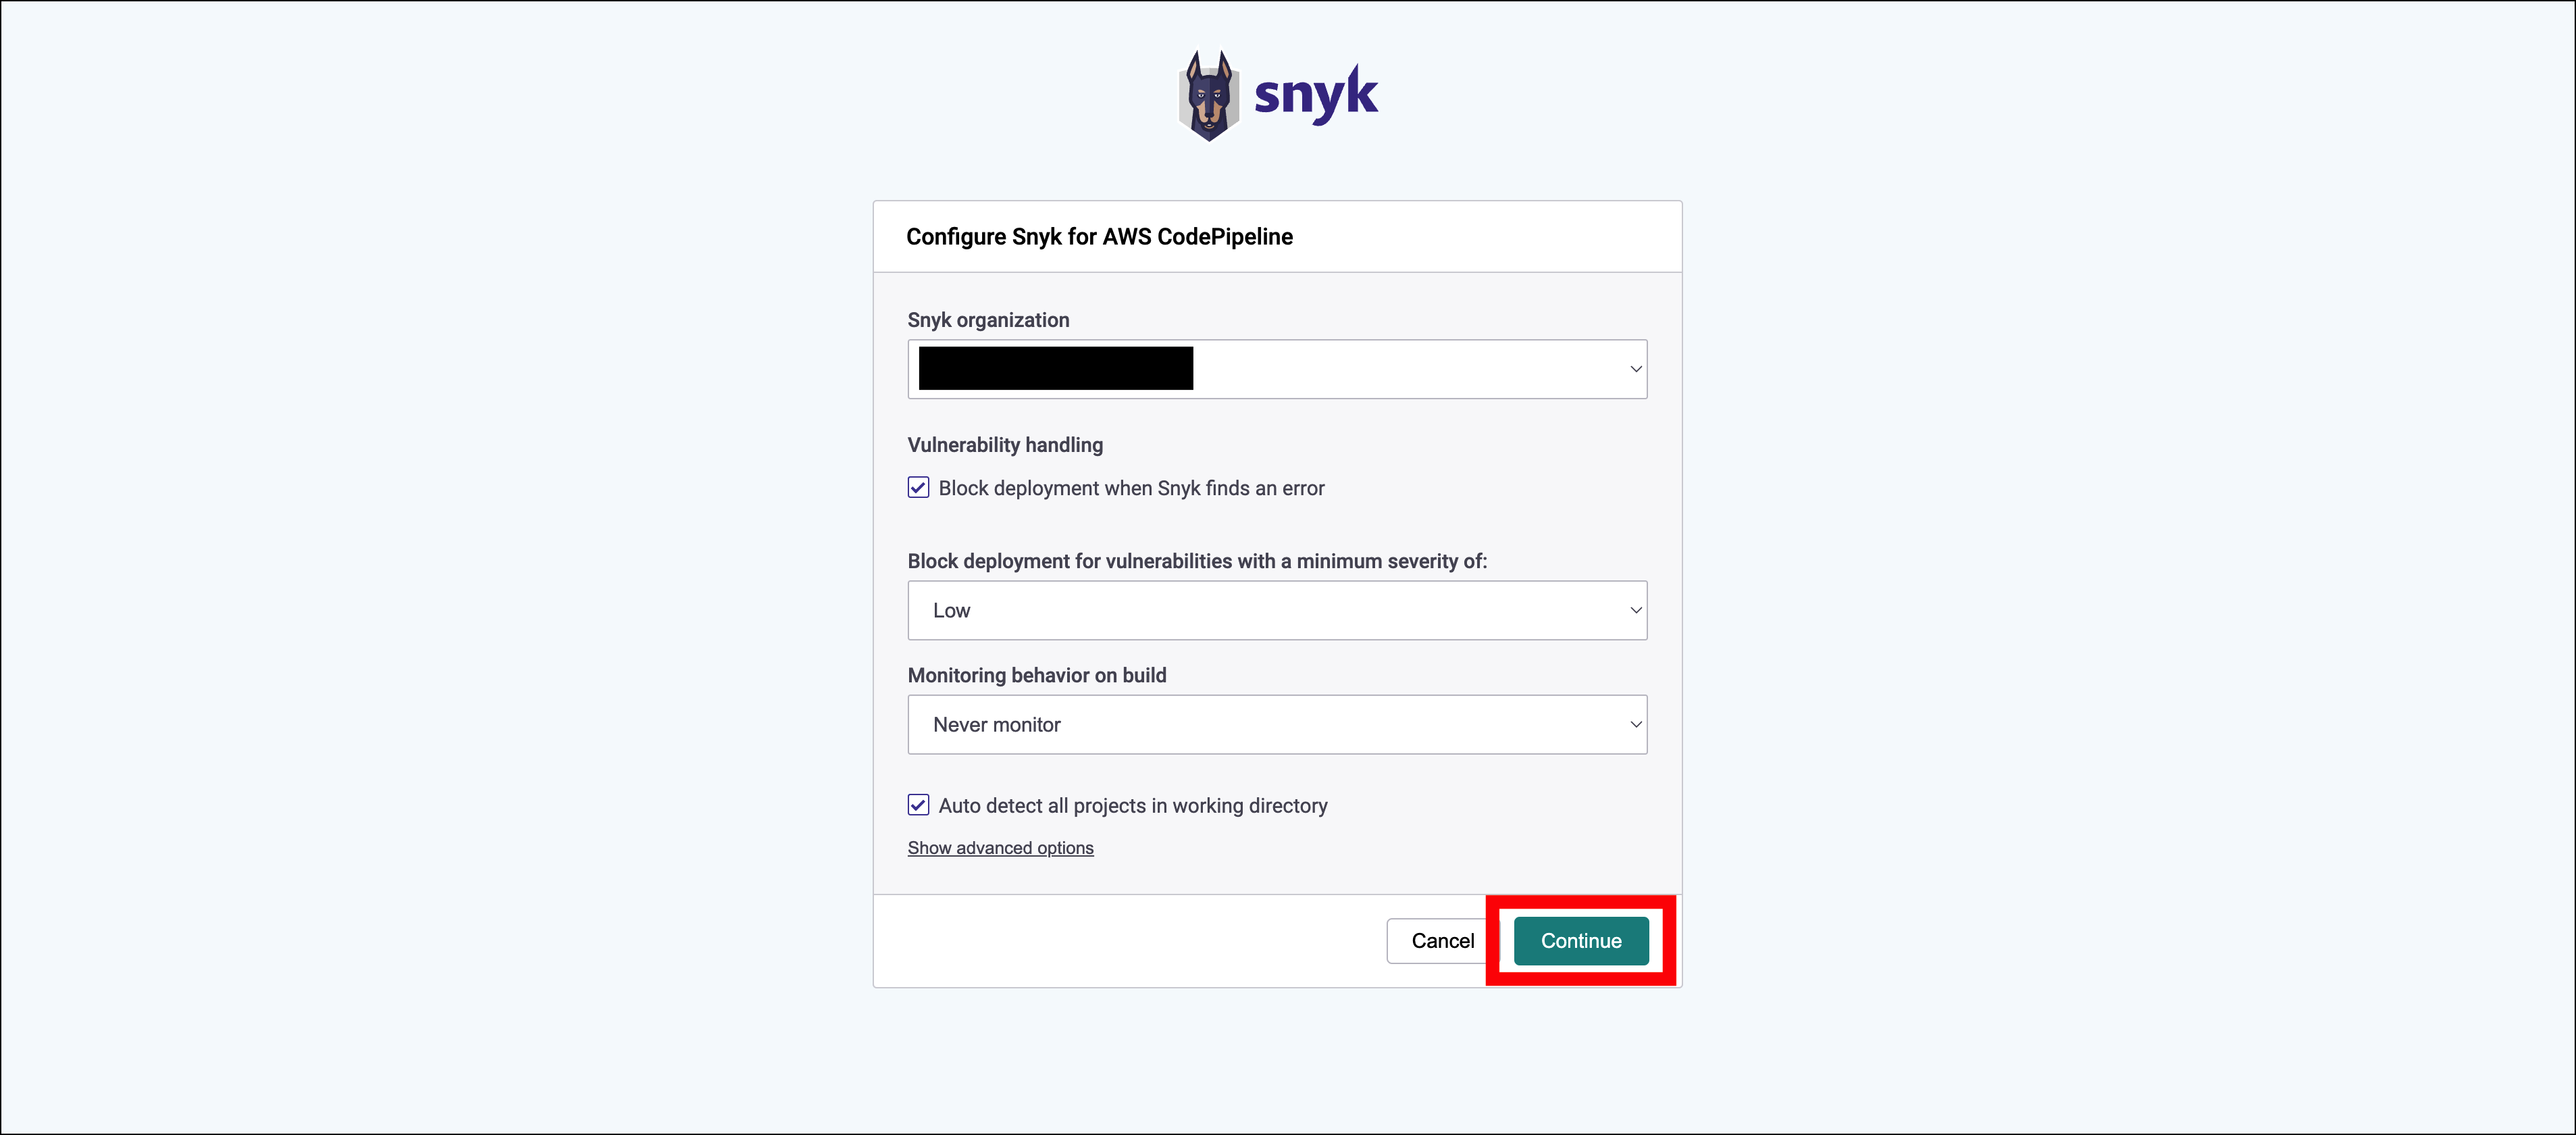 snyk
Configure Snyk for AWS CodePipeline
Snyk organization
Vulnerability handling
Block deployment when Snyk finds an error
Block deployment for vulnerabilities with a minimum severity of:
Low
Monitoring behavior on build
Never monitor
Auto detect all projects in working directory
Show advanced options
Cancel
Continue